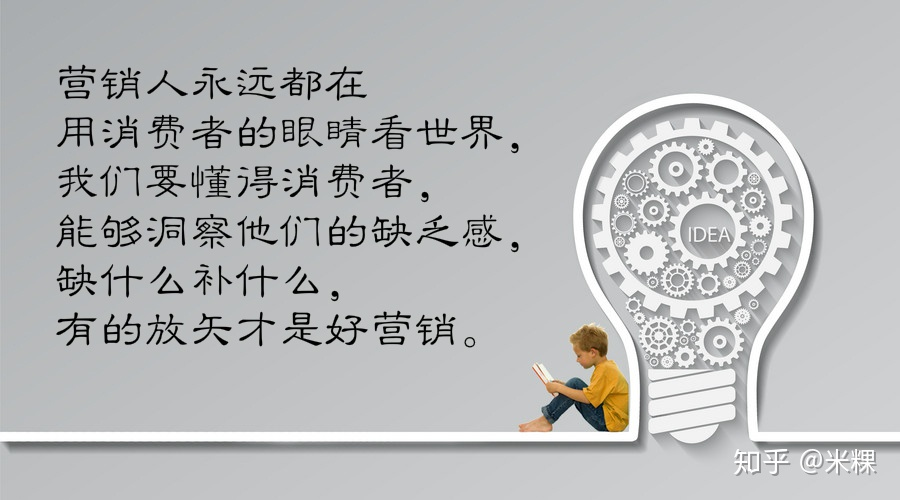 营销人永远都在
用消费者的眼睛看世界，
我们要懂得消费者，
能够洞察他们的缺乏感，
缺什么补什么，
有的放矢才是好营销。
IDEA
知乎 @米粿